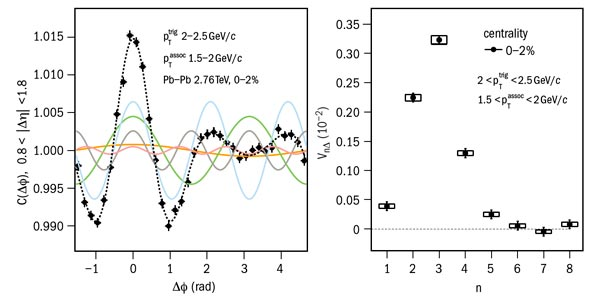 1.015
1.010
1.005
1.000
0.995
0.990
C(Δϕ), 0.8 < |Δη| <1.8
p_T^trig 2–2.5 GeV/c
p_T^assoc 1.5–2 GeV/c
Pb–Pb 2.76 TeV, 0–2%
−1 0 1 2 3 4
Δϕ (rad)
0.35
0.30
0.25
0.20
0.15
0.10
0.05
0
V_nΔ (10⁻²)
centrality
0–2%
2 < p_T^trig < 2.5 GeV/c
1.5 < p_T^assoc < 2 GeV/c
1 2 3 4 5 6 7 8
n